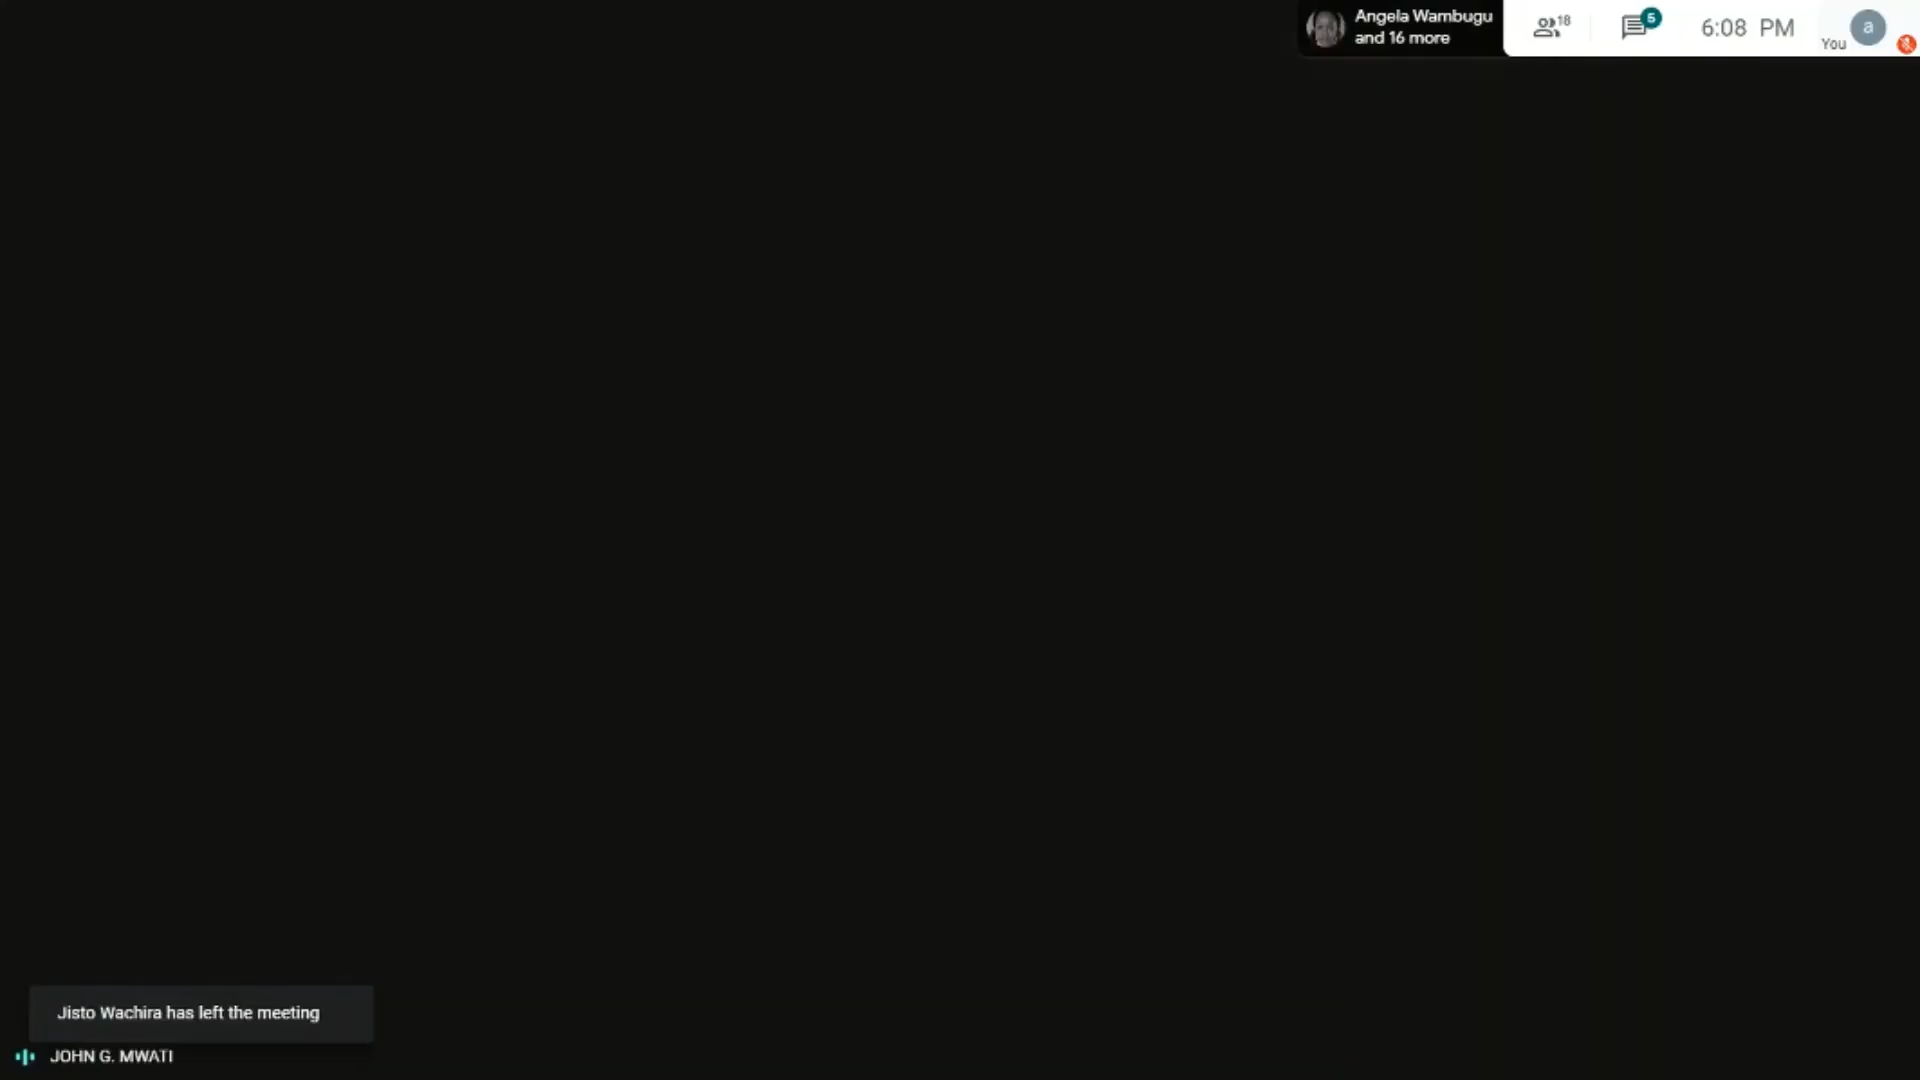 Angela Wambugu
and 16 more
18
5
6:08 PM
You
a
Jisto Wachira has left the meeting
JOHN G. MWATI